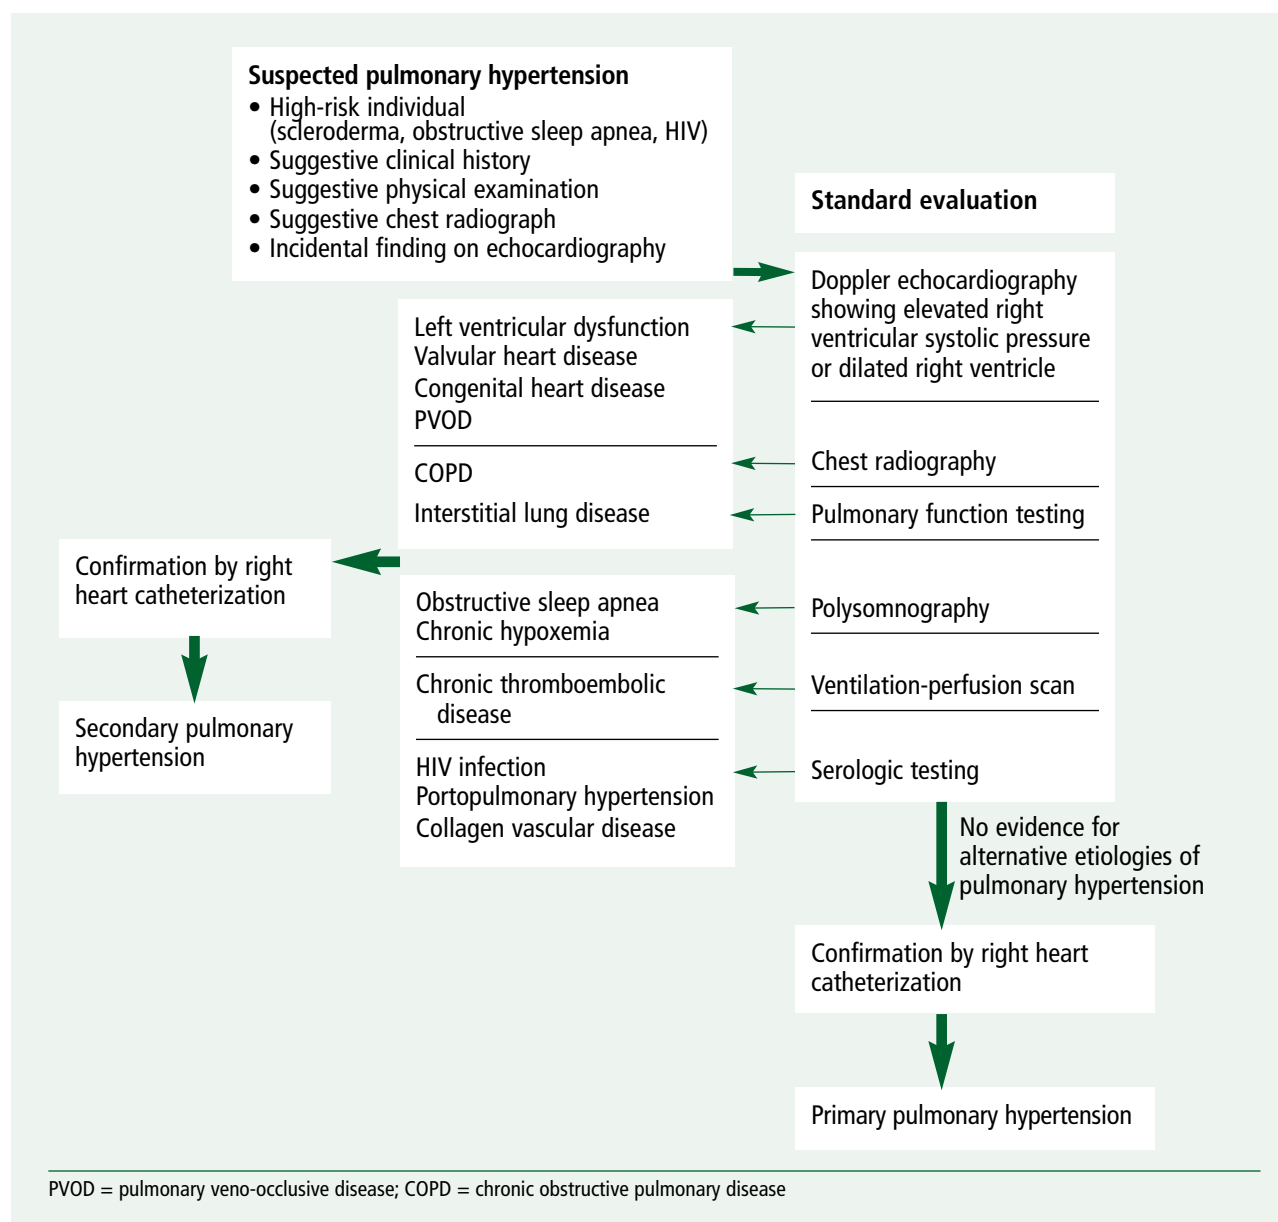 Suspected pulmonary hypertension
• High-risk individual
(scleroderma, obstructive sleep apnea, HIV)
• Suggestive clinical history
• Suggestive physical examination
• Suggestive chest radiograph
• Incidental finding on echocardiography
Standard evaluation
Doppler echocardiography
showing elevated right
ventricular systolic pressure
or dilated right ventricle
Left ventricular dysfunction
Valvular heart disease
Congenital heart disease
PVOD
Chest radiography
COPD
Pulmonary function testing
Interstitial lung disease
Confirmation by right
heart catheterization
Polysomnography
Obstructive sleep apnea
Chronic hypoxemia
Ventilation-perfusion scan
Chronic thromboembolic
disease
Secondary pulmonary
hypertension
Serologic testing
HIV infection
Portopulmonary hypertension
Collagen vascular disease
No evidence for
alternative etiologies of
pulmonary hypertension
Confirmation by right heart
catheterization
Primary pulmonary hypertension
PVOD = pulmonary veno-occlusive disease; COPD = chronic obstructive pulmonary disease